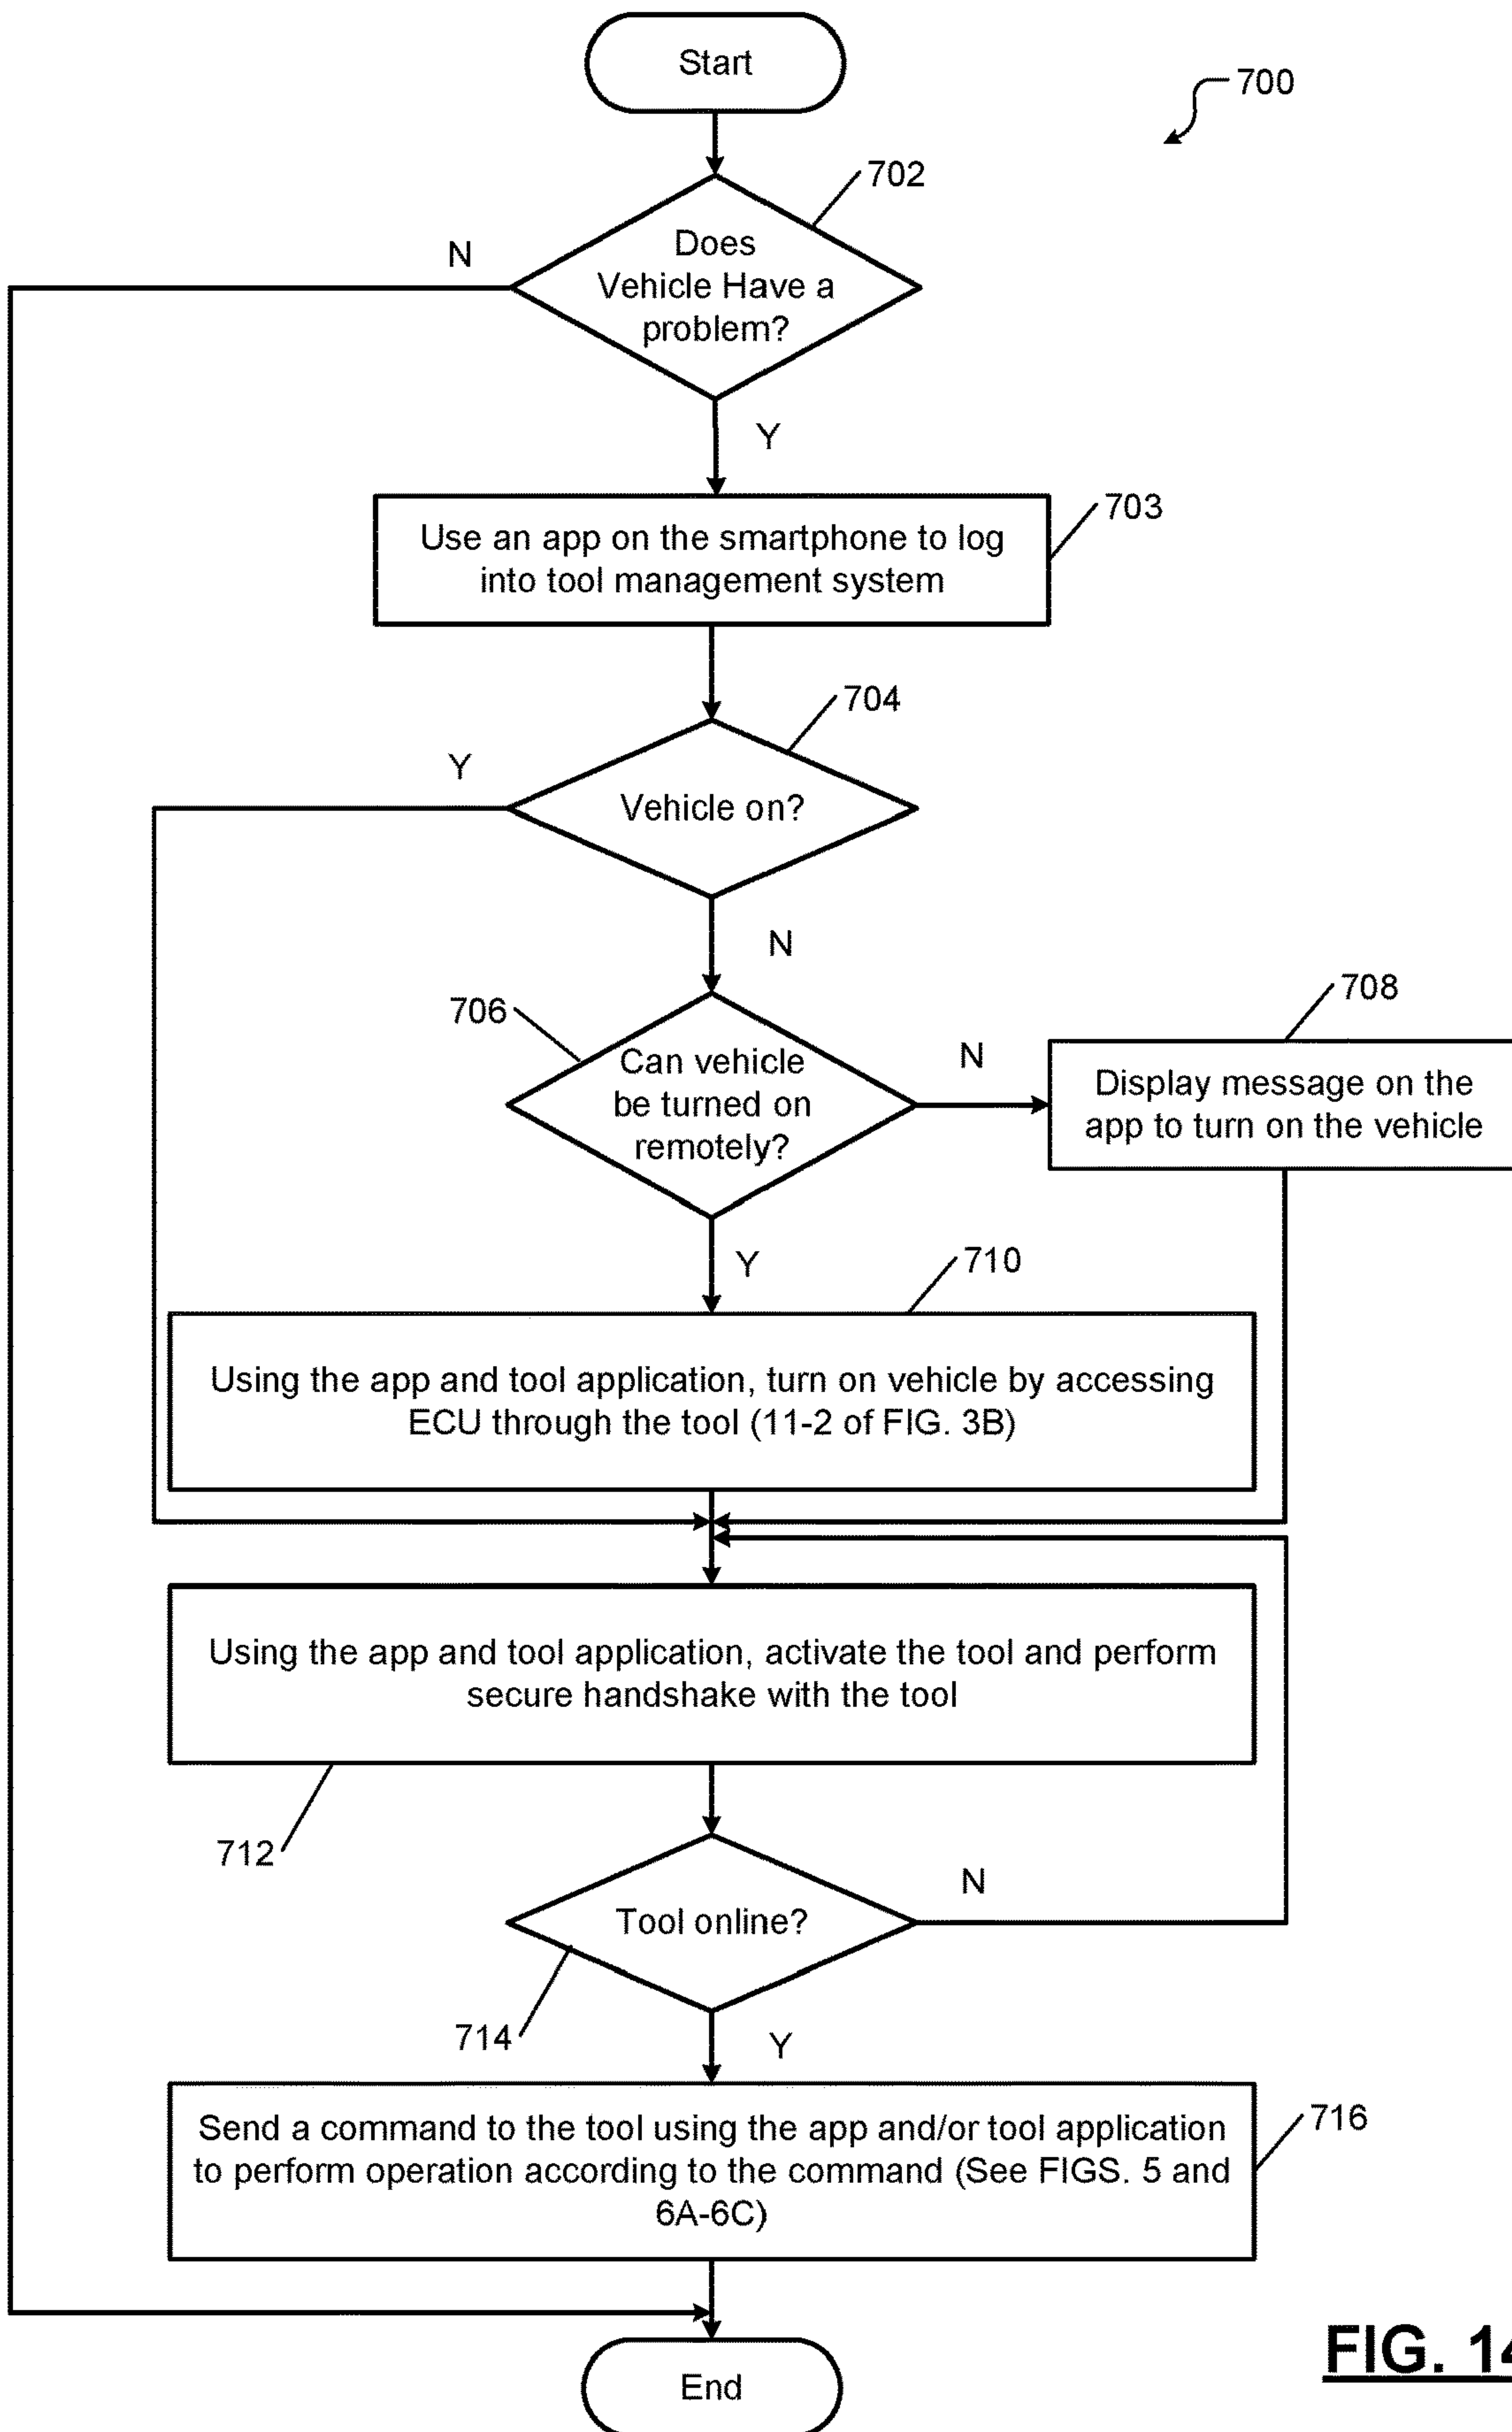 Start
700
702
Does
Vehicle Have a
problem?
N
Y
703
Use an app on the smartphone to log
into tool management system
704
Y
Vehicle on?
N
706
Can vehicle
be turned on
remotely?
N
708
Display message on the
app to turn on the vehicle
Y
710
Using the app and tool application, turn on vehicle by accessing
ECU through the tool (11-2 of FIG. 3B)
Using the app and tool application, activate the tool and perform
secure handshake with the tool
712
Tool online?
N
714
Y
Send a command to the tool using the app and/or tool application
to perform operation according to the command (See FIGS. 5 and
6A-6C)
716
End
FIG. 14